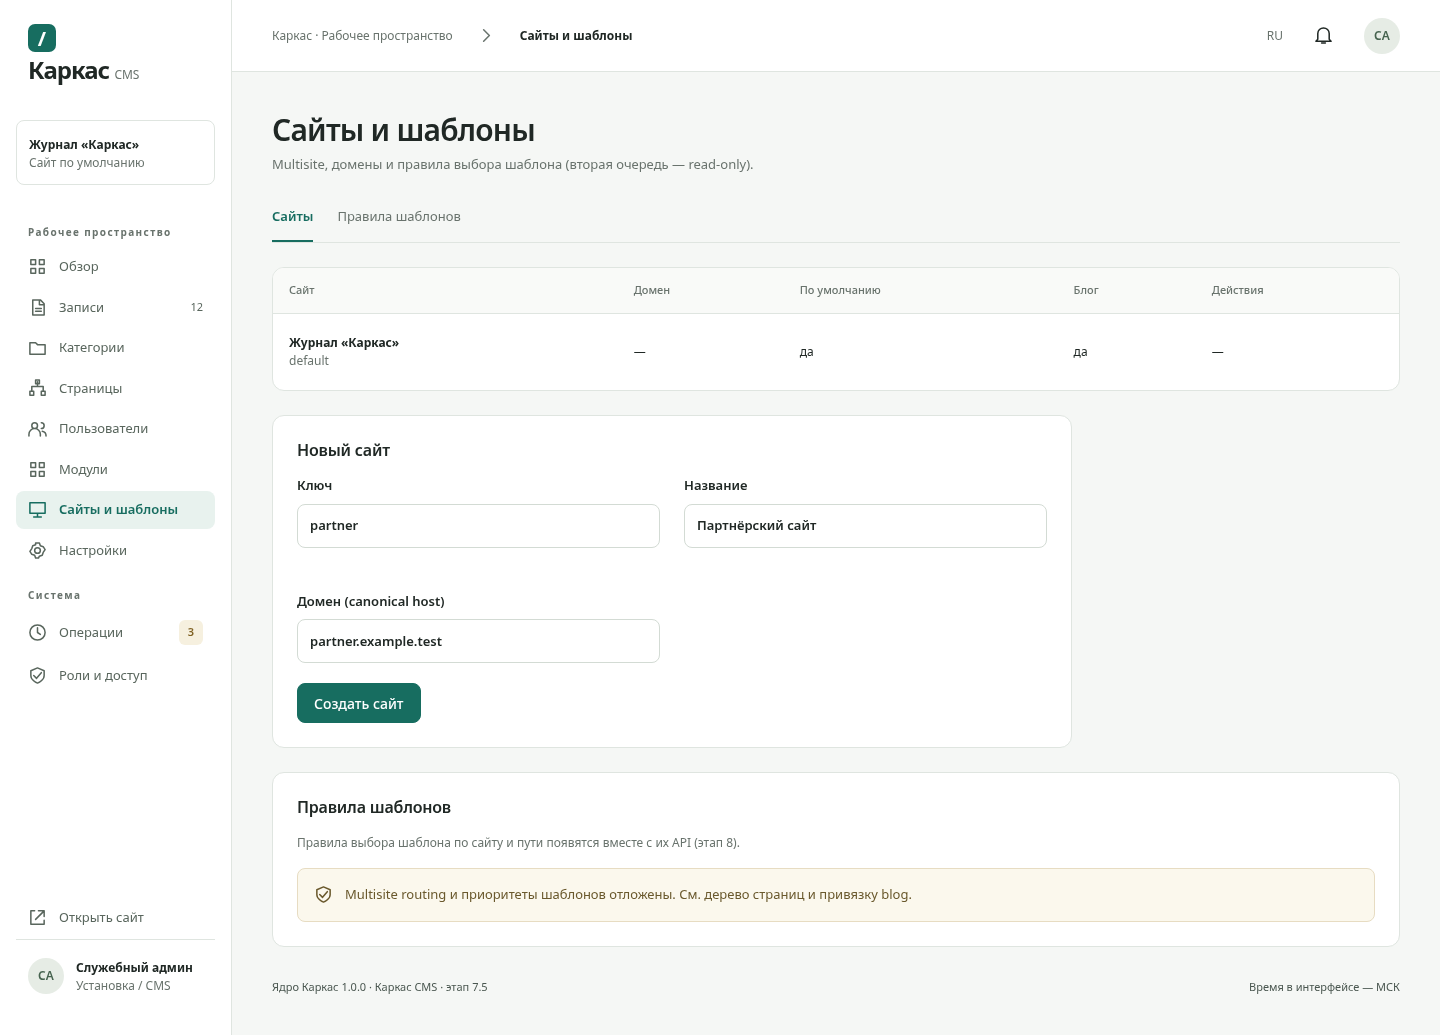 /
Каркас CMS
Журнал «Каркас»
Сайт по умолчанию
Рабочее пространство
Обзор
Записи 12
Категории
Страницы
Пользователи
Модули
Сайты и шаблоны
Настройки
Система
Операции 3
Роли и доступ
Открыть сайт
СА
Служебный админ
Установка / CMS
Каркас · Рабочее пространство
Сайты и шаблоны
RU
СА
Сайты и шаблоны
Multisite, домены и правила выбора шаблона (вторая очередь — read-only).
Сайты Правила шаблонов
Сайт Домен По умолчанию Блог Действия
Журнал «Каркас»
default
— да да —
Новый сайт
Ключ Название
partner Партнёрский сайт
Домен (canonical host)
partner.example.test
Создать сайт
Правила шаблонов
Правила выбора шаблона по сайту и пути появятся вместе с их API (этап 8).
Multisite routing и приоритеты шаблонов отложены. См. дерево страниц и привязку blog.
Ядро Каркас 1.0.0 · Каркас CMS · этап 7.5
Время в интерфейсе — МСК